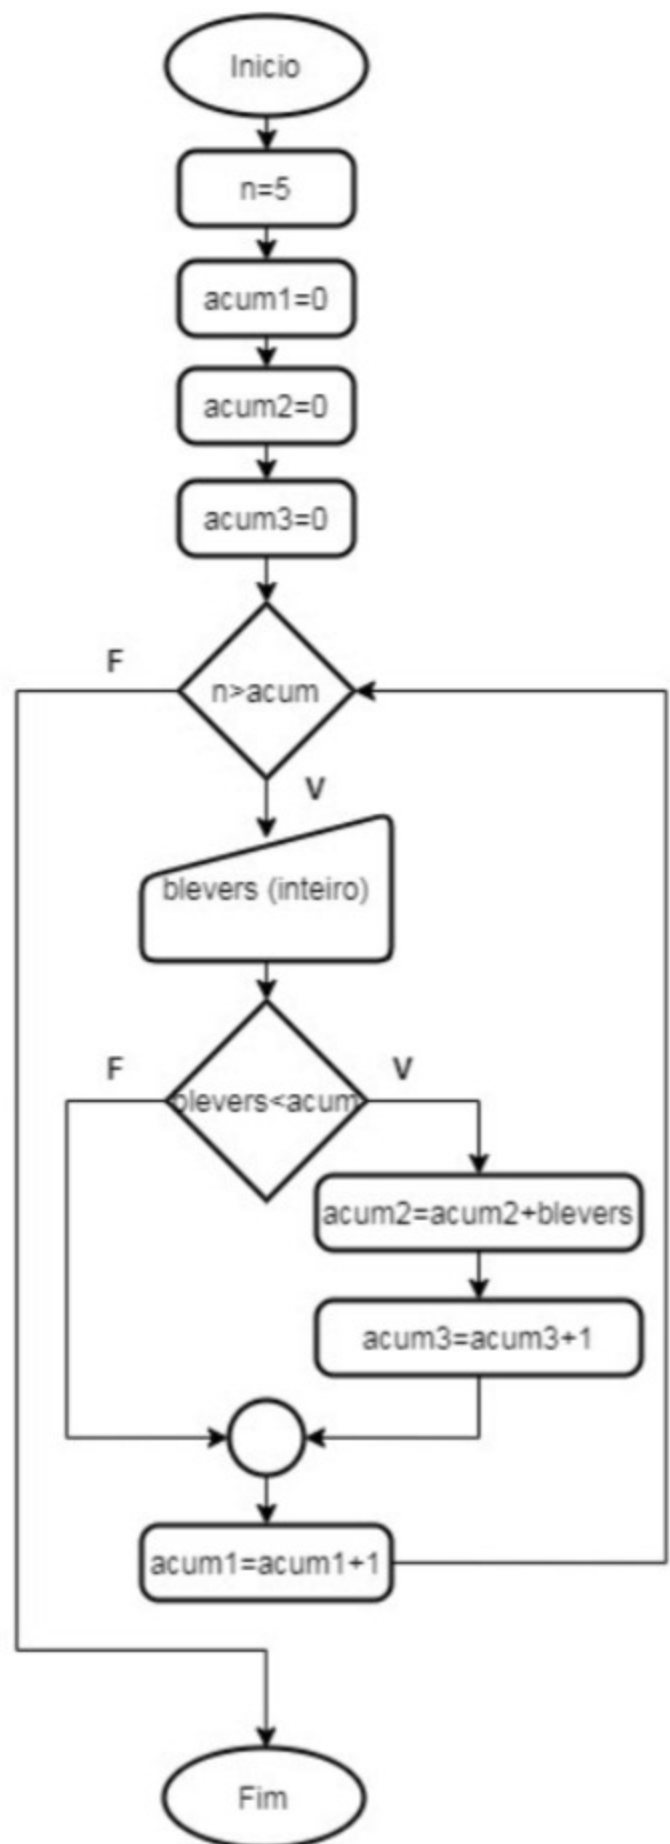 Inicio
n=5
acum1=0
acum2=0
acum3=0
F
n>acum
V
blevers (inteiro)
F
V
blevers<acum
acum2=acum2+blevers
acum3=acum3+1
acum1=acum1+1
Fim